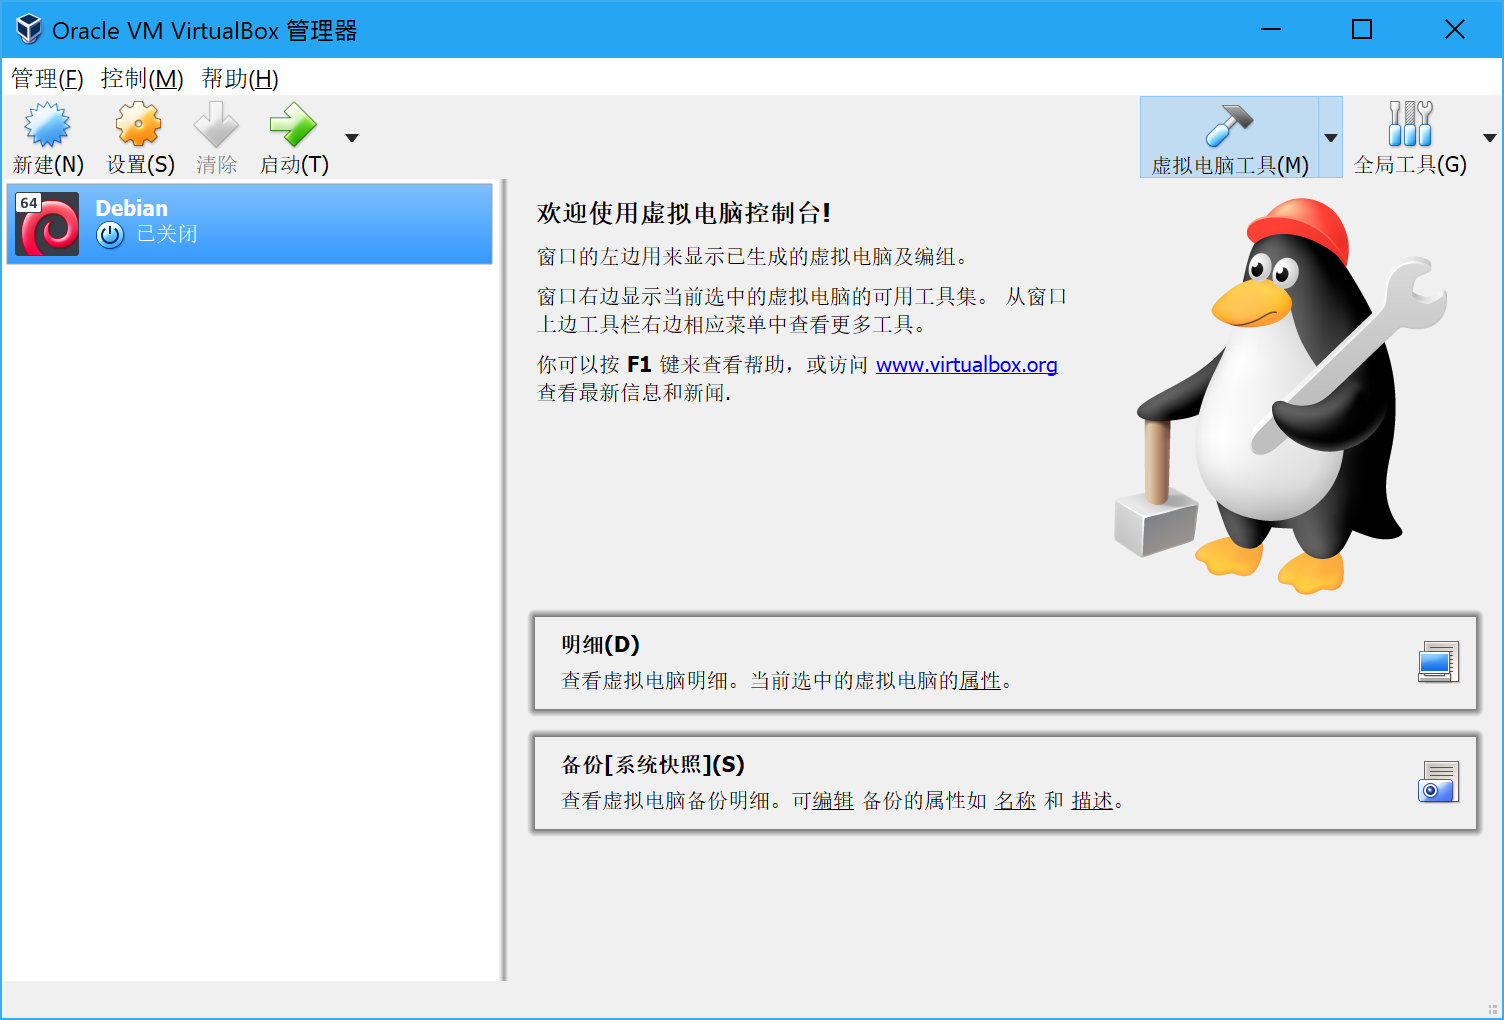 Oracle VM VirtualBox 管理器
管理(F) 控制(M) 帮助(H)
新建(N) 设置(S) 清除 启动(T) 虚拟电脑工具(M) 全局工具(G)
64
Debian
已关闭
欢迎使用虚拟电脑控制台!
窗口的左边用来显示已生成的虚拟电脑及编组。
窗口右边显示当前选中的虚拟电脑的可用工具集。 从窗口
上边工具栏右边相应菜单中查看更多工具。
你可以按 F1 键来查看帮助，或访问 www.virtualbox.org
查看最新信息和新闻.
明细(D)
查看虚拟电脑明细。当前选中的虚拟电脑的属性。
备份[系统快照](S)
查看虚拟电脑备份明细。可编辑 备份的属性如 名称 和 描述。